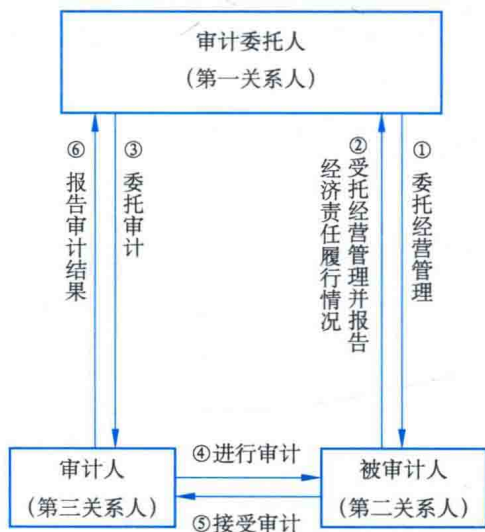 审计委托人
(第一关系人)
⑥报告审计结果
③委托审计
②受托经营管理并报告
经济责任履行情况
①委托经营管理
④进行审计
审计人
(第三关系人)
被审计人
(第二关系人)
⑤接受审计